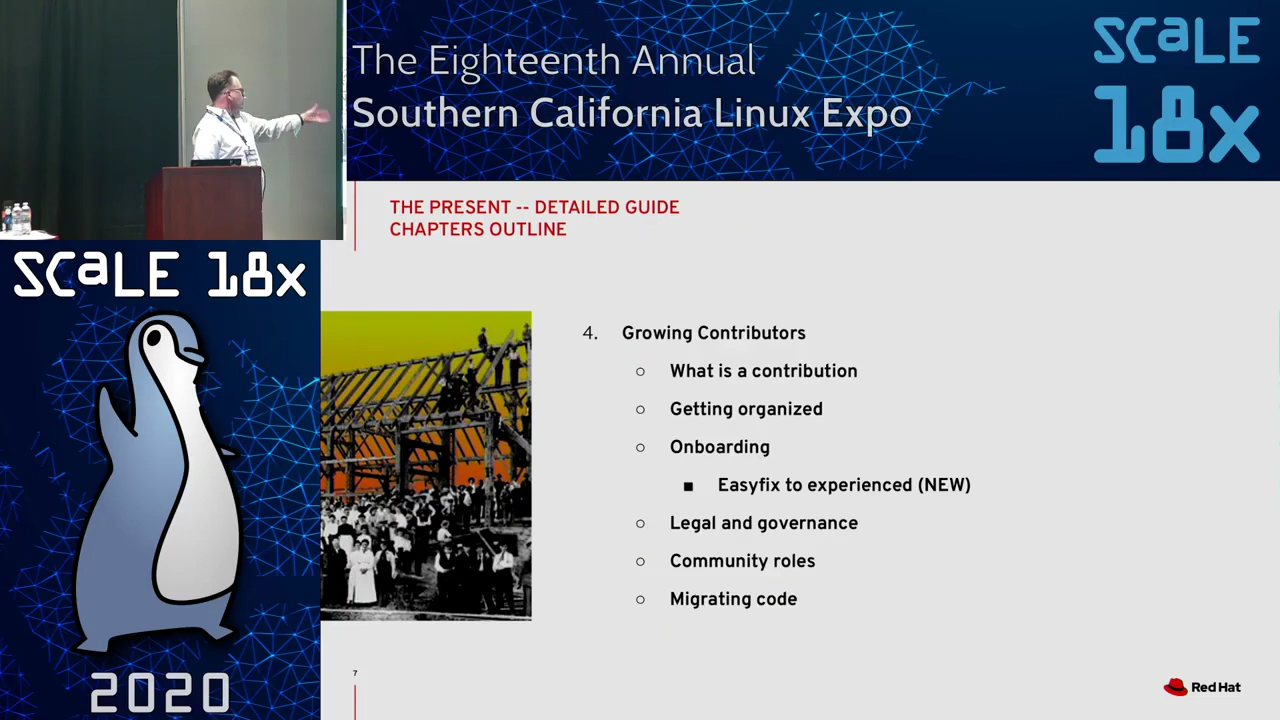 The Eighteenth Annual
Southern California Linux Expo
SCaLE
18x
THE PRESENT -- DETAILED GUIDE
CHAPTERS OUTLINE
SCaLE 18x
2020
4. Growing Contributors
○ What is a contribution
○ Getting organized
○ Onboarding
■ Easyfix to experienced (NEW)
○ Legal and governance
○ Community roles
○ Migrating code
7
Red Hat